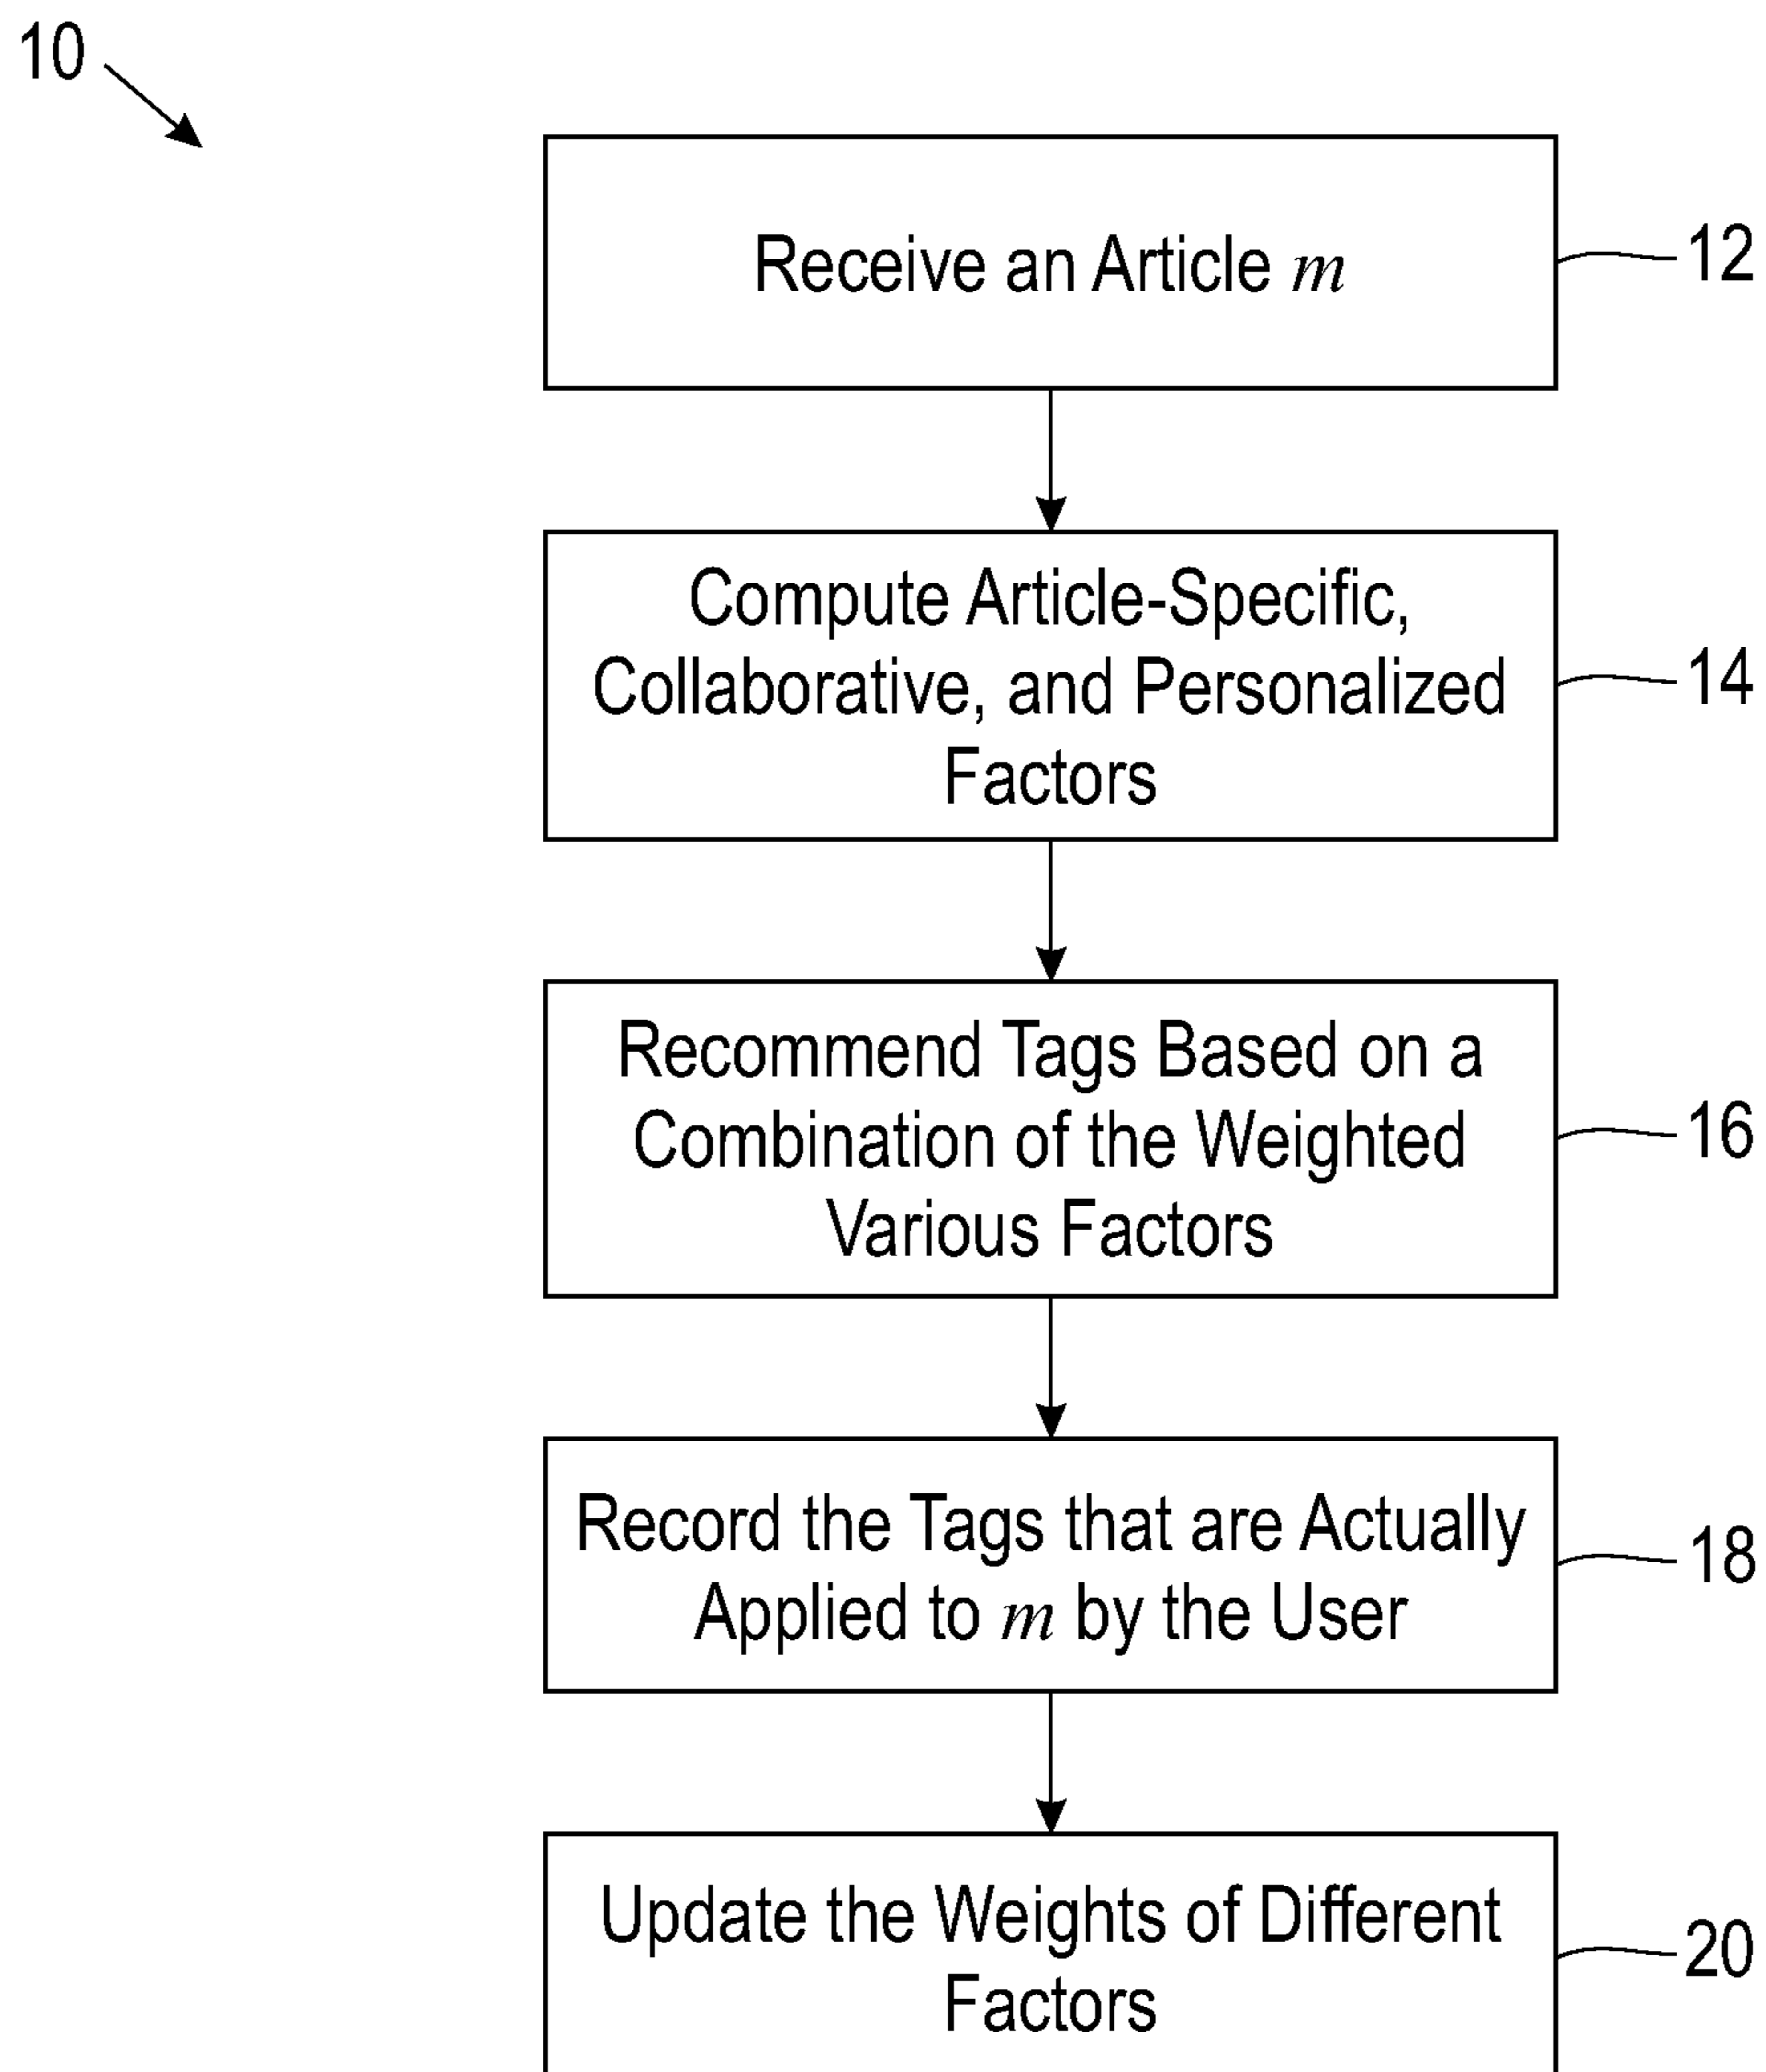 10
Receive an Article m
12
Compute Article-Specific,
Collaborative, and Personalized
Factors
14
Recommend Tags Based on a
Combination of the Weighted
Various Factors
16
Record the Tags that are Actually
Applied to m by the User
18
Update the Weights of Different
Factors
20